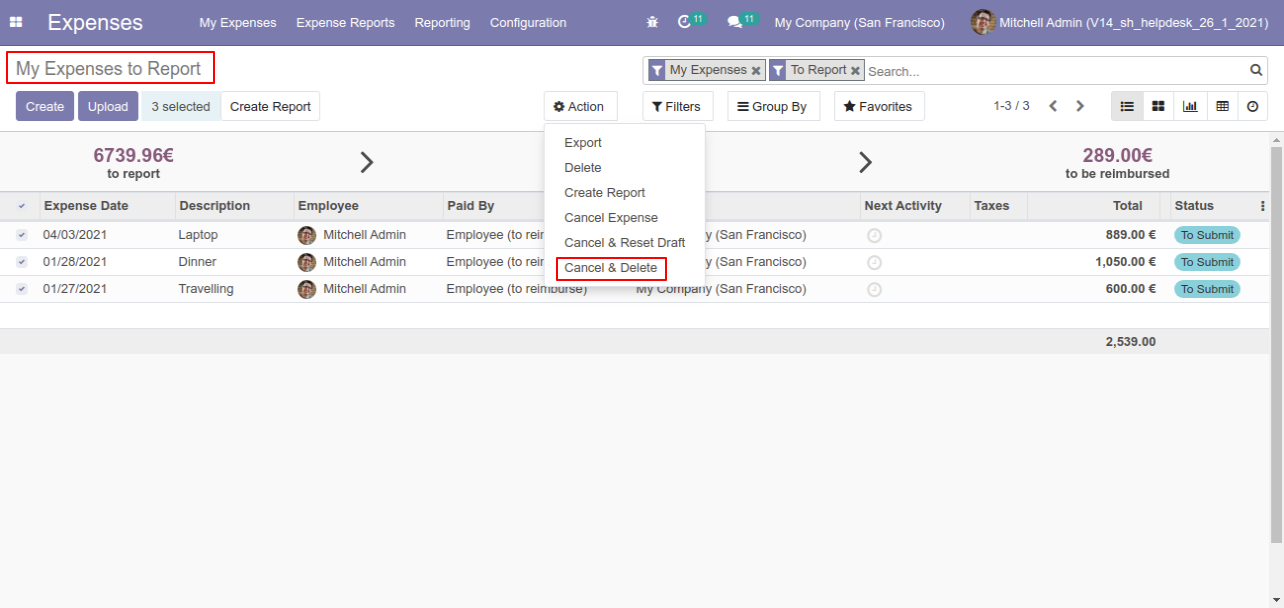 Expenses My Expenses Expense Reports Reporting Configuration 11 11 My Company (San Francisco) Mitchell Admin (V14_sh_helpdesk_26_1_2021)
My Expenses to Report My Expenses To Report Search...
Create Upload 3 selected Create Report Action Filters Group By Favorites 1-3 / 3
Export
Delete
Create Report
Cancel Expense
Cancel & Reset Draft
Cancel & Delete
6739.96€ 289.00€
to report to be reimbursed
Expense Date Description Employee Paid By Next Activity Taxes Total Status
04/03/2021 Laptop Mitchell Admin Employee (to rei (San Francisco) 889.00 € To Submit
01/28/2021 Dinner Mitchell Admin Employee (to rei (San Francisco) 1,050.00 € To Submit
01/27/2021 Travelling Mitchell Admin Employee (to reimburse) My Company (San Francisco) 600.00 € To Submit
2,539.00